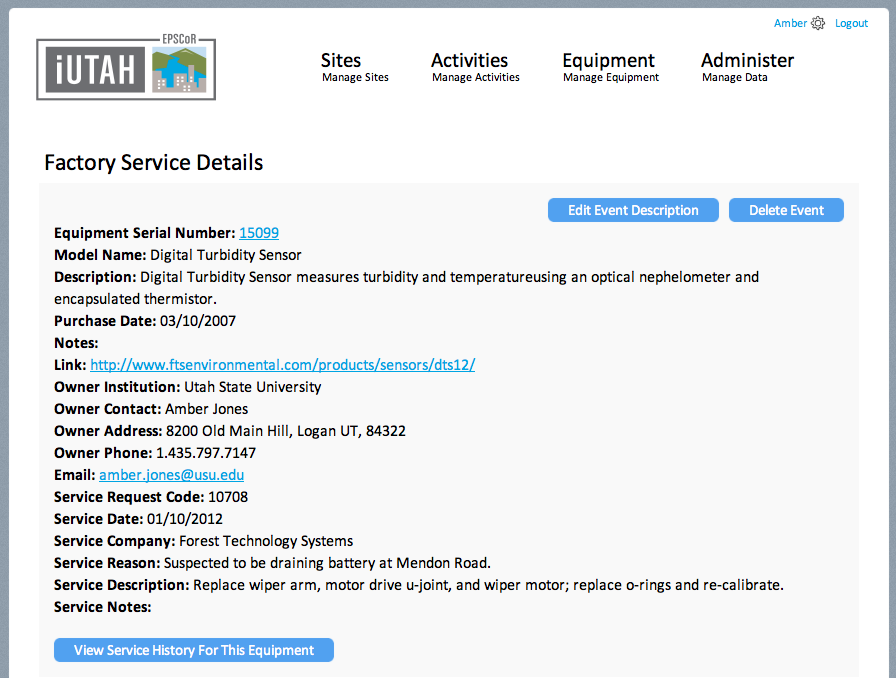 Amber Logout
EPSCoR
iUTAH
Sites Activities Equipment Administer
Manage Sites Manage Activities Manage Equipment Manage Data
Factory Service Details
Edit Event Description Delete Event
Equipment Serial Number: 15099
Model Name: Digital Turbidity Sensor
Description: Digital Turbidity Sensor measures turbidity and temperatureusing an optical nephelometer and
encapsulated thermistor.
Purchase Date: 03/10/2007
Notes:
Link: http://www.ftsenvironmental.com/products/sensors/dts12/
Owner Institution: Utah State University
Owner Contact: Amber Jones
Owner Address: 8200 Old Main Hill, Logan UT, 84322
Owner Phone: 1.435.797.7147
Email: amber.jones@usu.edu
Service Request Code: 10708
Service Date: 01/10/2012
Service Company: Forest Technology Systems
Service Reason: Suspected to be draining battery at Mendon Road.
Service Description: Replace wiper arm, motor drive u-joint, and wiper motor; replace o-rings and re-calibrate.
Service Notes:
View Service History For This Equipment